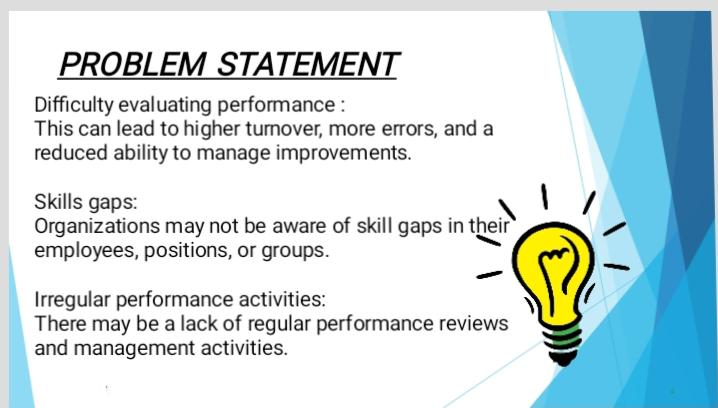 PROBLEM STATEMENT
Difficulty evaluating performance :
This can lead to higher turnover, more errors, and a
reduced ability to manage improvements.
Skills gaps:
Organizations may not be aware of skill gaps in their
employees, positions, or groups.
Irregular performance activities:
There may be a lack of regular performance reviews
and management activities.